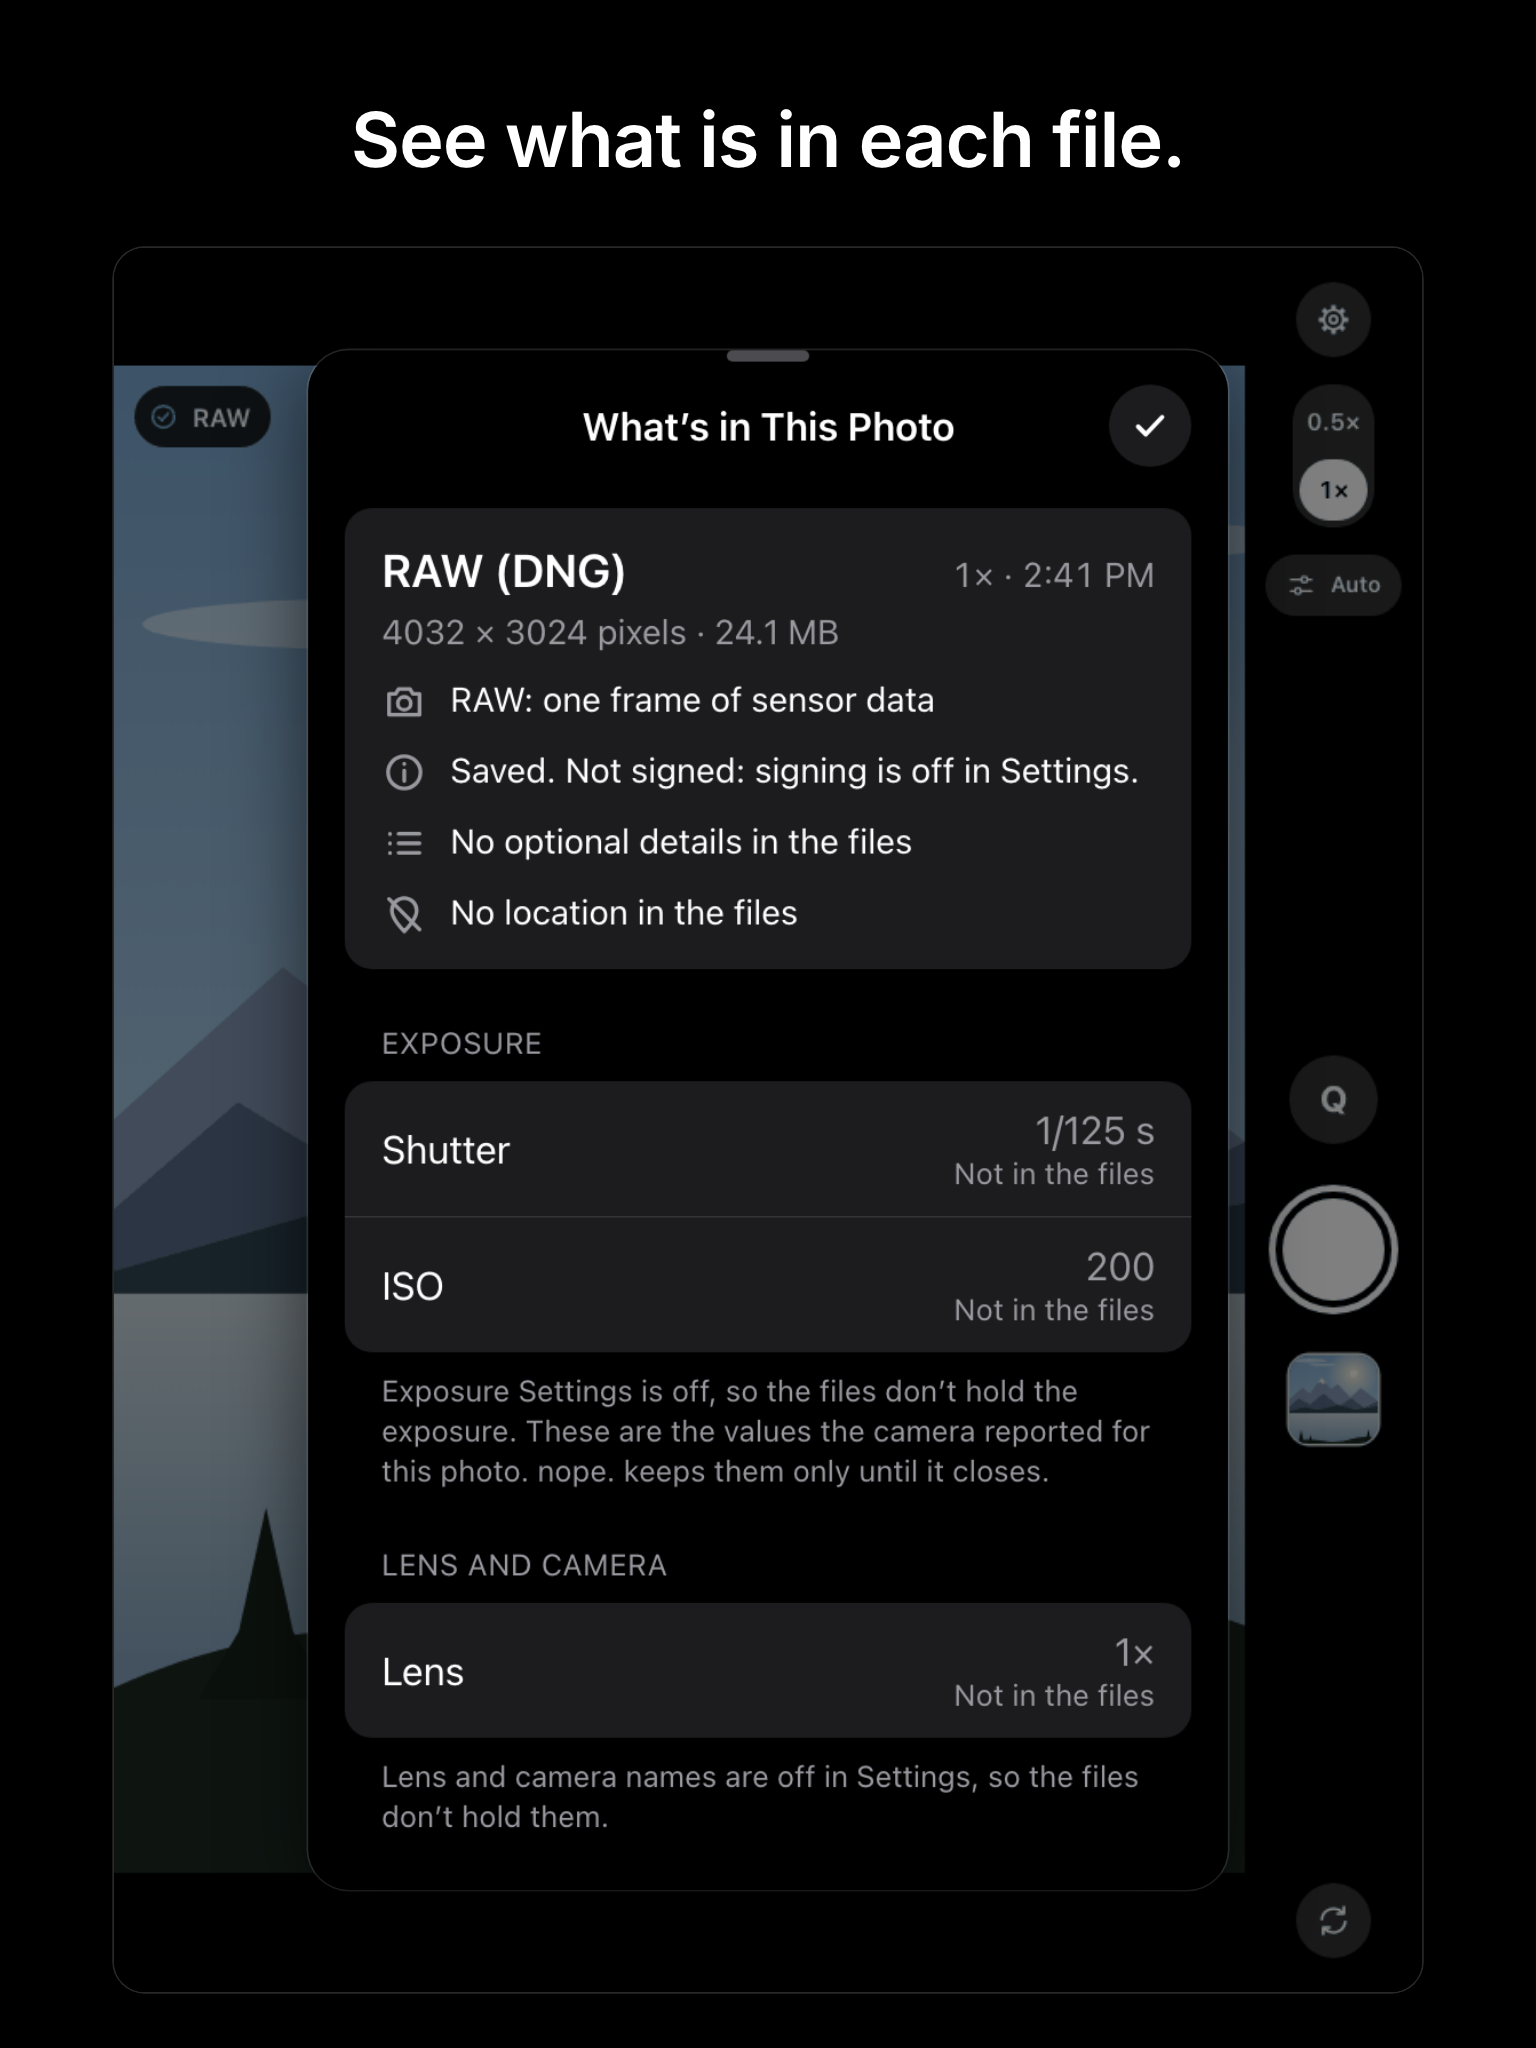 See what is in each file.
RAW
What’s in This Photo
0.5×
1×
Auto
RAW (DNG)
1× · 2:41 PM
4032 × 3024 pixels · 24.1 MB
RAW: one frame of sensor data
Saved. Not signed: signing is off in Settings.
No optional details in the files
No location in the files
EXPOSURE
Shutter
1/125 s
Not in the files
Q
ISO
200
Not in the files
Exposure Settings is off, so the files don’t hold the
exposure. These are the values the camera reported for
this photo. nope. keeps them only until it closes.
LENS AND CAMERA
Lens
1×
Not in the files
Lens and camera names are off in Settings, so the files
don’t hold them.